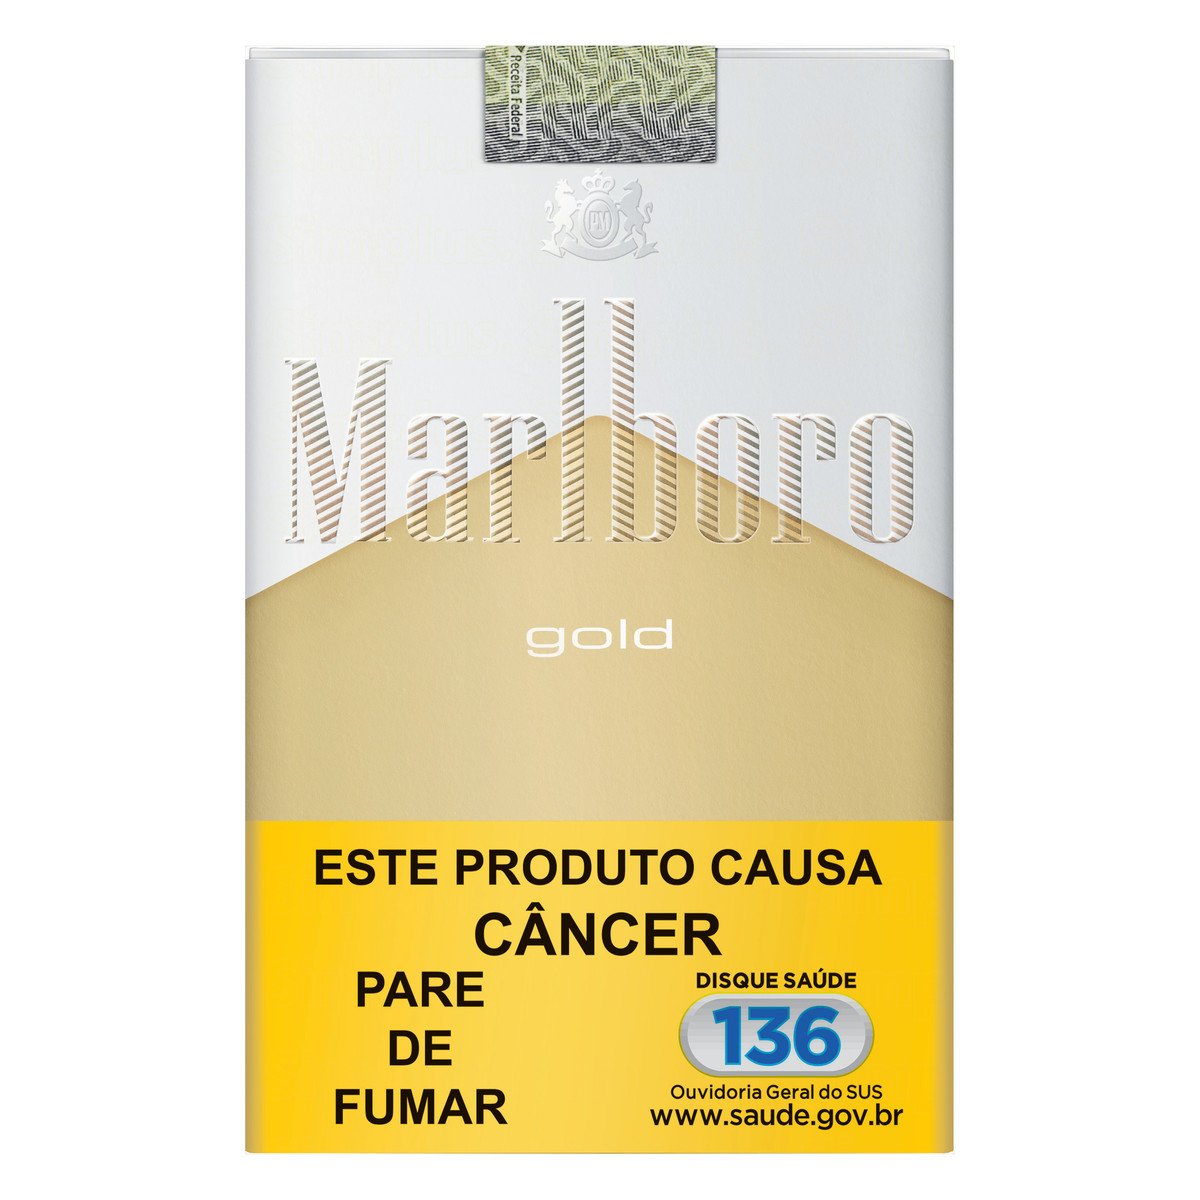 Receita Federal
PM
Marlboro
gold
ESTE PRODUTO CAUSA
CÂNCER
PARE
DE
FUMAR
DISQUE SAÚDE
136
Ouvidoria Geral do SUS
www.saude.gov.br